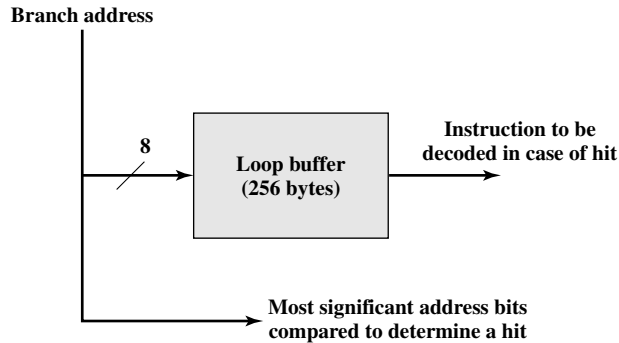 Branch address
8
Loop buffer
(256 bytes)
Instruction to be
decoded in case of hit
Most significant address bits
compared to determine a hit